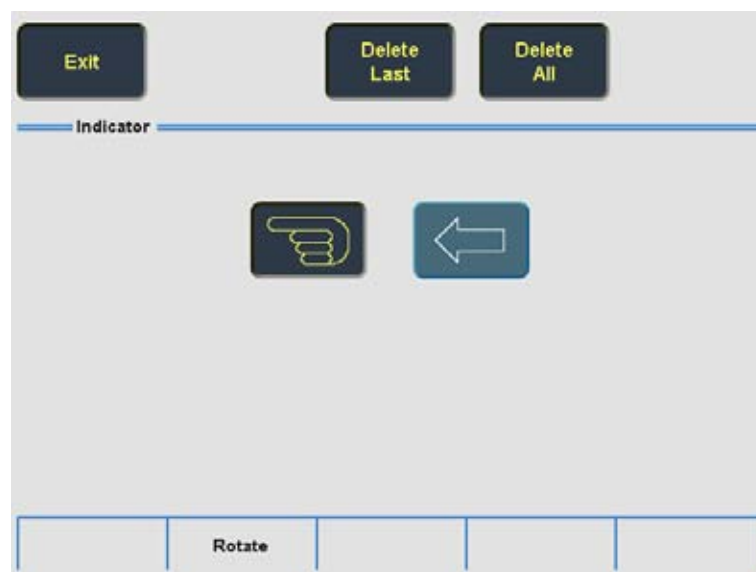 Exit
Delete
Last
Delete
All
Indicator
Rotate